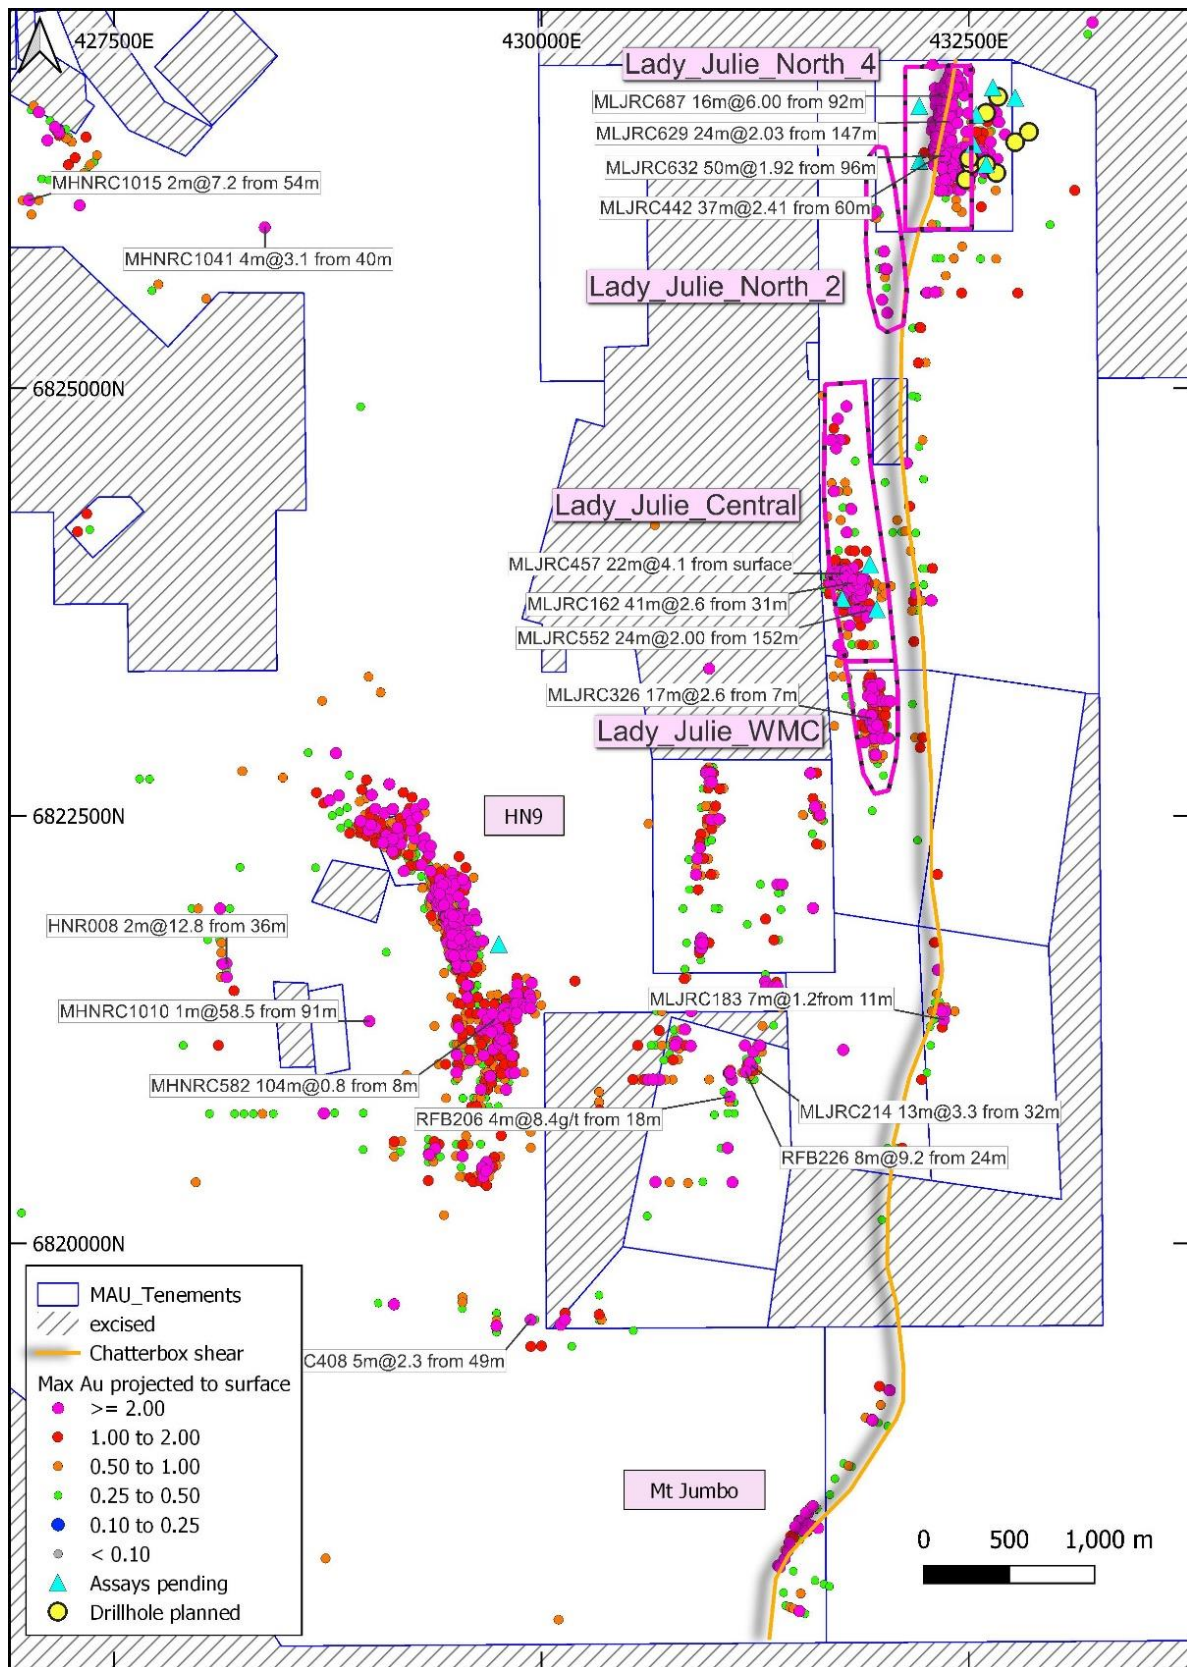 427500E
430000E
432500E
Lady_Julie_North_4
MLJRC687 16m@6.00 from 92m
MLJRC629 24m@2.03 from 147m
MLJRC632 50m@1.92 from 96m
MLJRC442 37m@2.41 from 60m
MHNRC1015 2m@7.2 from 54m
MHNRC1041 4m@3.1 from 40m
Lady_Julie_North_2
6825000N
Lady_Julie_Central
MLJRC457 22m@4.1 from surface
MLJRC162 41m@2.6 from 31m
MLJRC552 24m@2.00 from 152m
MLJRC326 17m@2.6 from 7m
Lady_Julie_WMC
6822500N
HN9
HNR008 2m@12.8 from 36m
MLJRC183 7m@1.2from 11m
MHNRC1010 1m@58.5 from 91m
MHNRC582 104m@0.8 from 8m
RFB206 4m@8.4g/t from 18m
MLJRC214 13m@3.3 from 32m
RFB226 8m@9.2 from 24m
6820000N
MAU_Tenements
excised
Chatterbox shear
Max Au projected to surface
>= 2.00
1.00 to 2.00
0.50 to 1.00
0.25 to 0.50
0.10 to 0.25
< 0.10
Assays pending
Drillhole planned
C408 5m@2.3 from 49m
Mt Jumbo
0 500 1,000 m